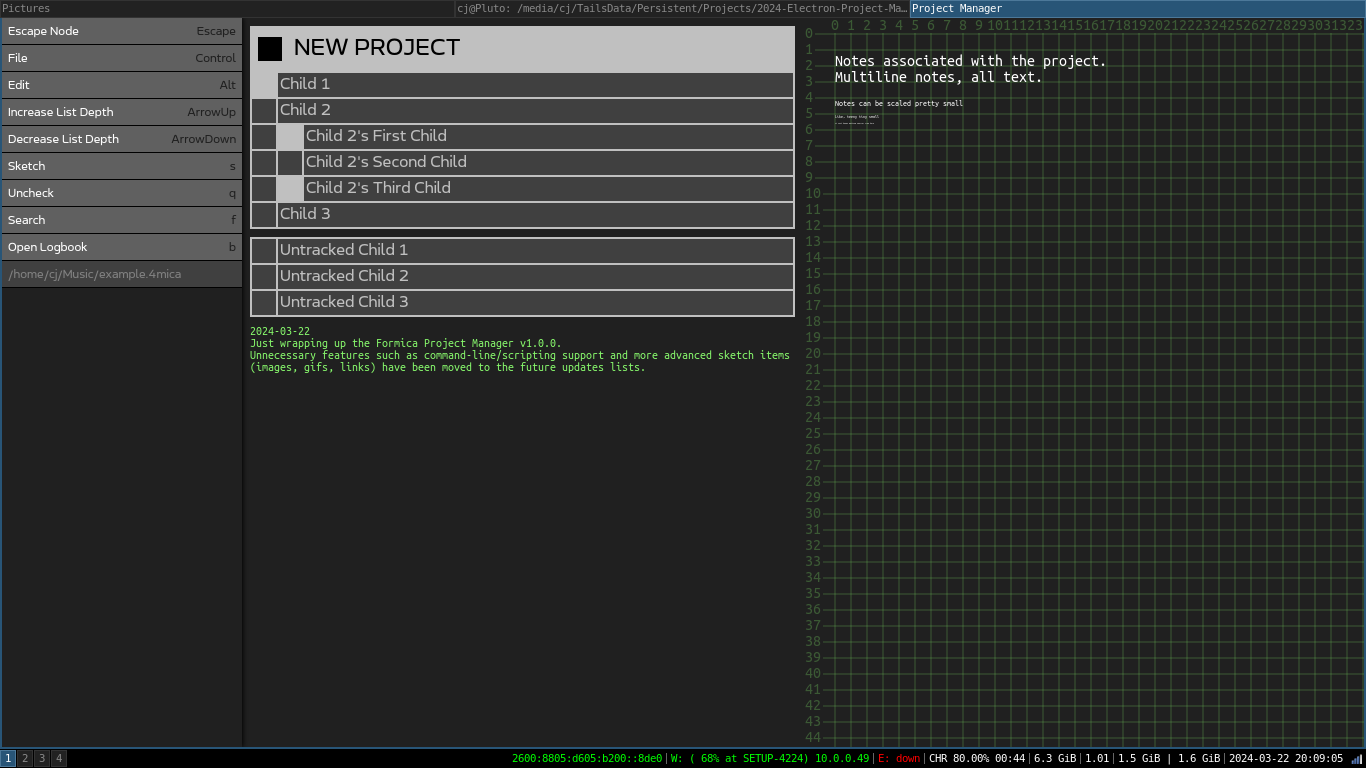 Pictures
cj@Pluto: /media/cj/TailsData/Persistent/Projects/2024-Electron-Project-Ma…
Project Manager
Escape Node Escape
File Control
Edit Alt
Increase List Depth ArrowUp
Decrease List Depth ArrowDown
Sketch s
Uncheck q
Search f
Open Logbook b
/home/cj/Music/example.4mica
NEW PROJECT
Child 1
Child 2
Child 2's First Child
Child 2's Second Child
Child 2's Third Child
Child 3
Untracked Child 1
Untracked Child 2
Untracked Child 3
2024-03-22
Just wrapping up the Formica Project Manager v1.0.0.
Unnecessary features such as command-line/scripting support and more advanced sketch items
(images, gifs, links) have been moved to the future updates lists.
0 1 2 3 4 5 6 7 8 9 10 11 12 13 14 15 16 17 18 19 20 21 22 23 24 25 26 27 28 29 30 31 32 3
0
1
2
3
4
5
6
7
8
9
10
11
12
13
14
15
16
17
18
19
20
21
22
23
24
25
26
27
28
29
30
31
32
33
34
35
36
37
38
39
40
41
42
43
44
Notes associated with the project.
Multiline notes, all text.
Notes can be scaled pretty small
like, teeny tiny small
1 2 3 4
2600:8805:d605:b200::8de0|W: ( 68% at SETUP-4224) 10.0.0.49|E: down|CHR 80.00% 00:44|6.3 GiB|1.01|1.5 GiB | 1.6 GiB|2024-03-22 20:09:05